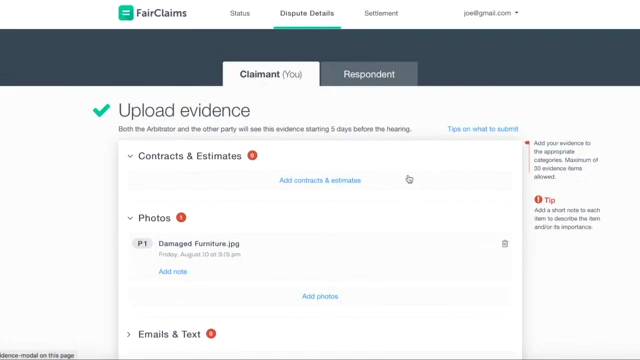 FairClaims
Status
Dispute Details
Settlement
joe@gmail.com
Claimant (You)
Respondent
Upload evidence
Both the Arbitrator and the other party will see this evidence starting 5 days before the hearing.
Tips on what to submit
Contracts & Estimates 0
Add contracts & estimates
Add your evidence to
the appropriate
categories. Maximum of
30 evidence items
allowed.
Tip
Add a short note to each
item to describe the item
and/or its importance.
Photos 1
P1
Damaged Furniture.jpg
Friday, August 10 at 3:15 pm
Add note
Add photos
Emails & Text 0
idence-modal on this page